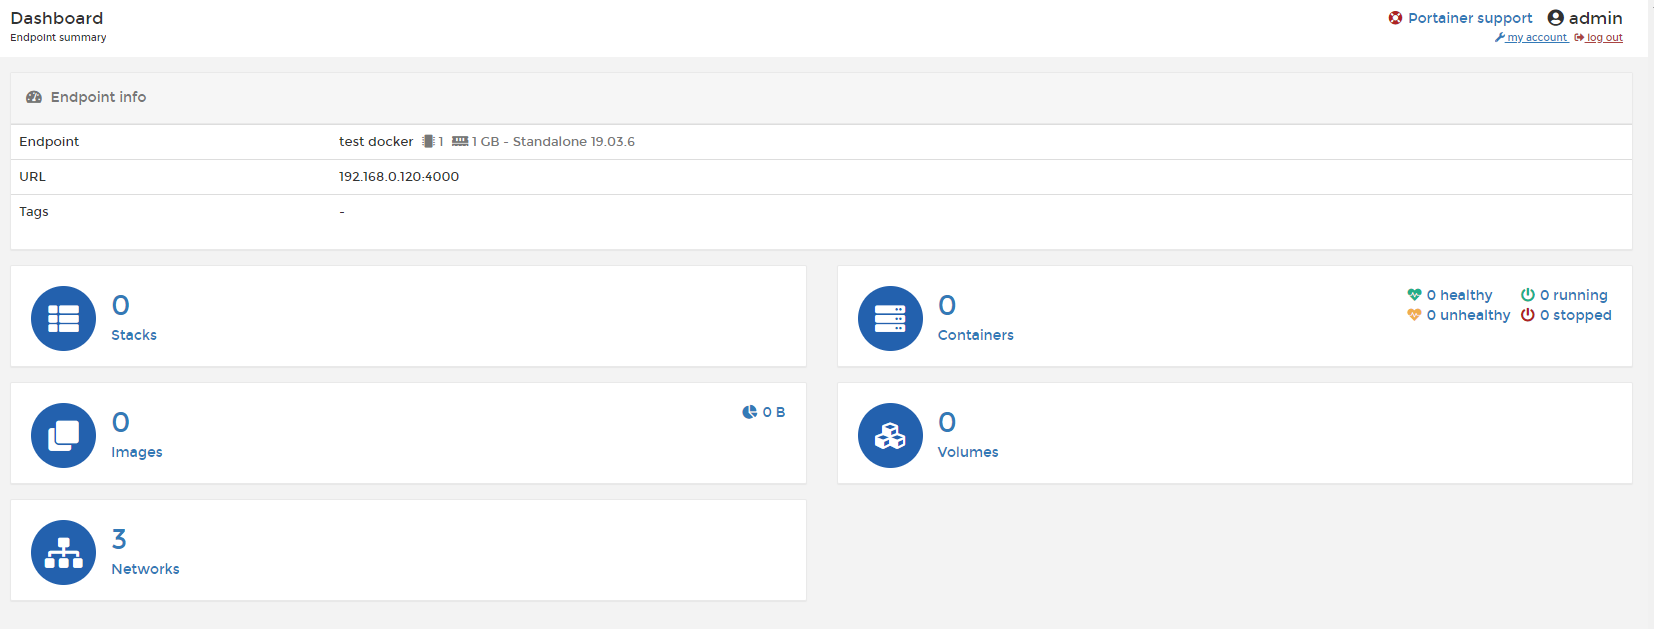 Dashboard
Endpoint summary
Portainer support admin
my account log out
Endpoint info
Endpoint test docker 1 1 GB - Standalone 19.03.6
URL 192.168.0.120:4000
Tags -
0
Stacks
0
Containers
0 healthy 0 running
0 unhealthy 0 stopped
0
Images
0 B
0
Volumes
3
Networks